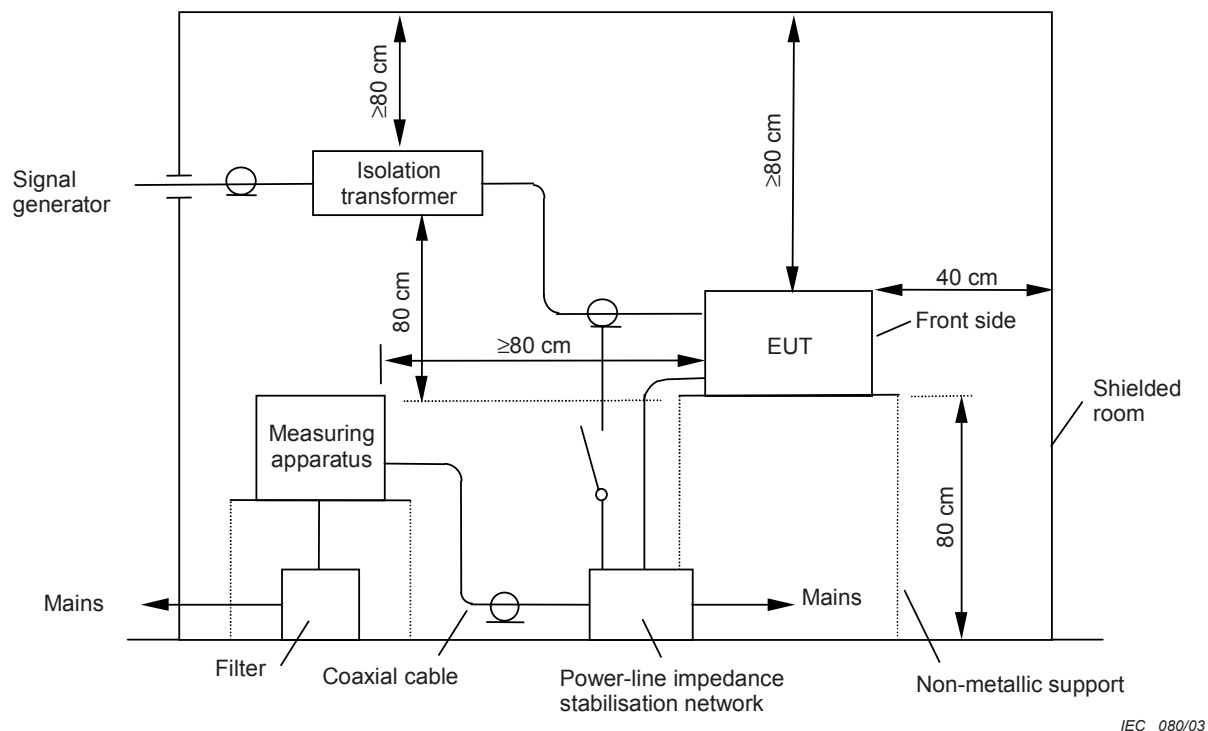 ≥80 cm
≥80 cm
Signal
generator
Isolation
transformer
80 cm
40 cm
EUT
Front side
≥80 cm
Shielded
room
Measuring
apparatus
80 cm
Mains
Mains
Filter
Coaxial cable
Power-line impedance
stabilisation network
Non-metallic support
IEC 080/03